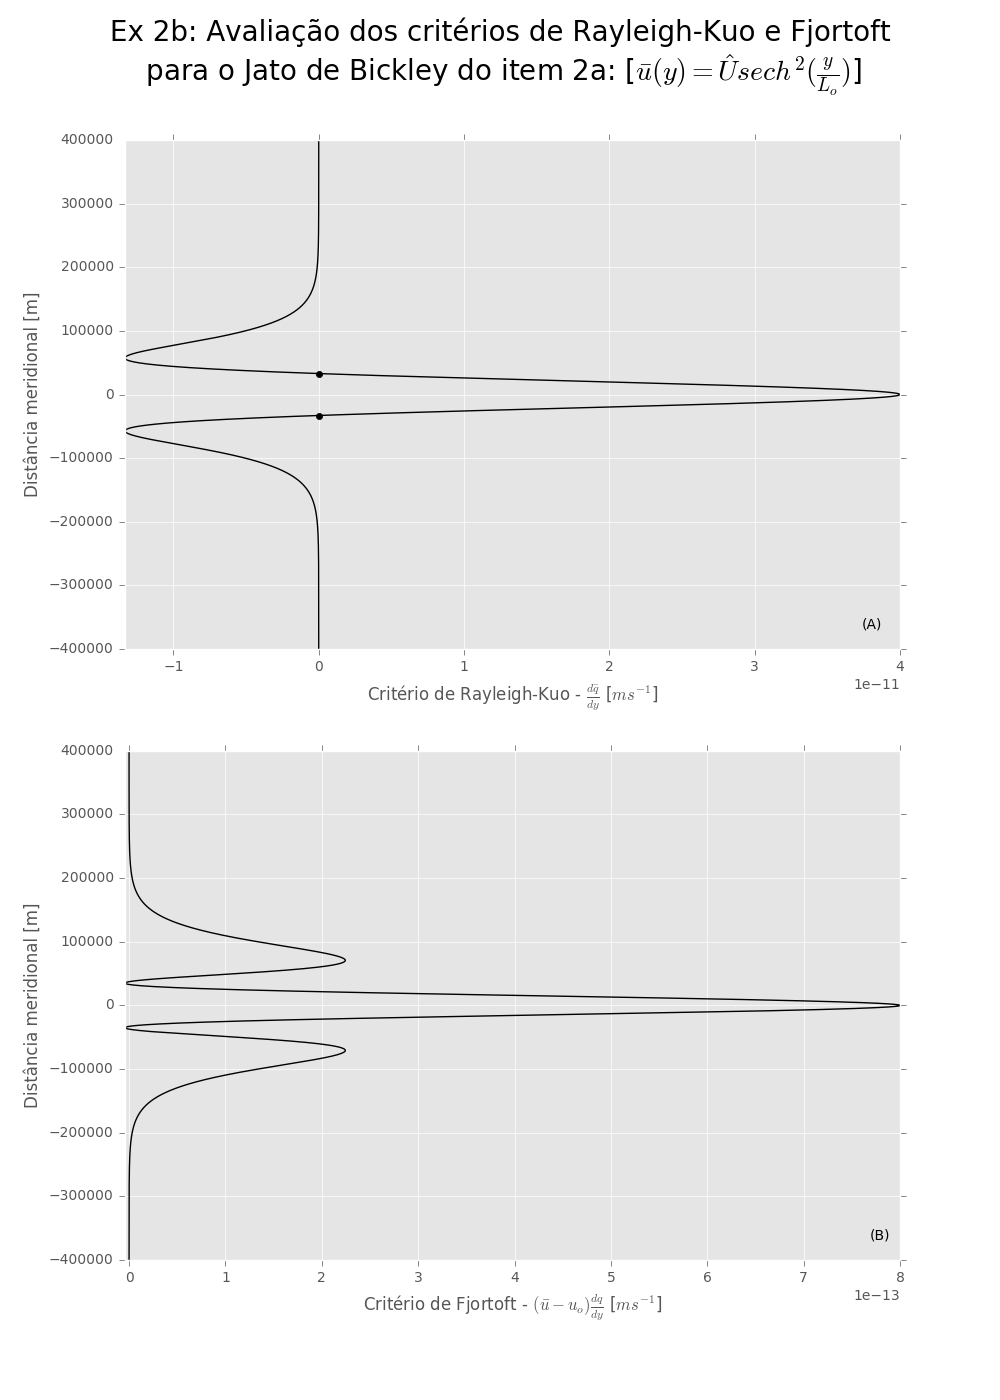 Ex 2b: Avaliação dos critérios de Rayleigh-Kuo e Fjortoft
para o Jato de Bickley do item 2a: [ū(y) = Ûsech²(y/Lₒ)]
400000
300000
200000
100000
0
−100000
−200000
−300000
−400000
Distância meridional [m]
(A)
−1 0 1 2 3 4
1e−11
Critério de Rayleigh-Kuo - dq̄/dy [ms⁻¹]
400000
300000
200000
100000
0
−100000
−200000
−300000
−400000
Distância meridional [m]
(B)
0 1 2 3 4 5 6 7 8
1e−13
Critério de Fjortoft - (ū − uₒ)dq/dy [ms⁻¹]